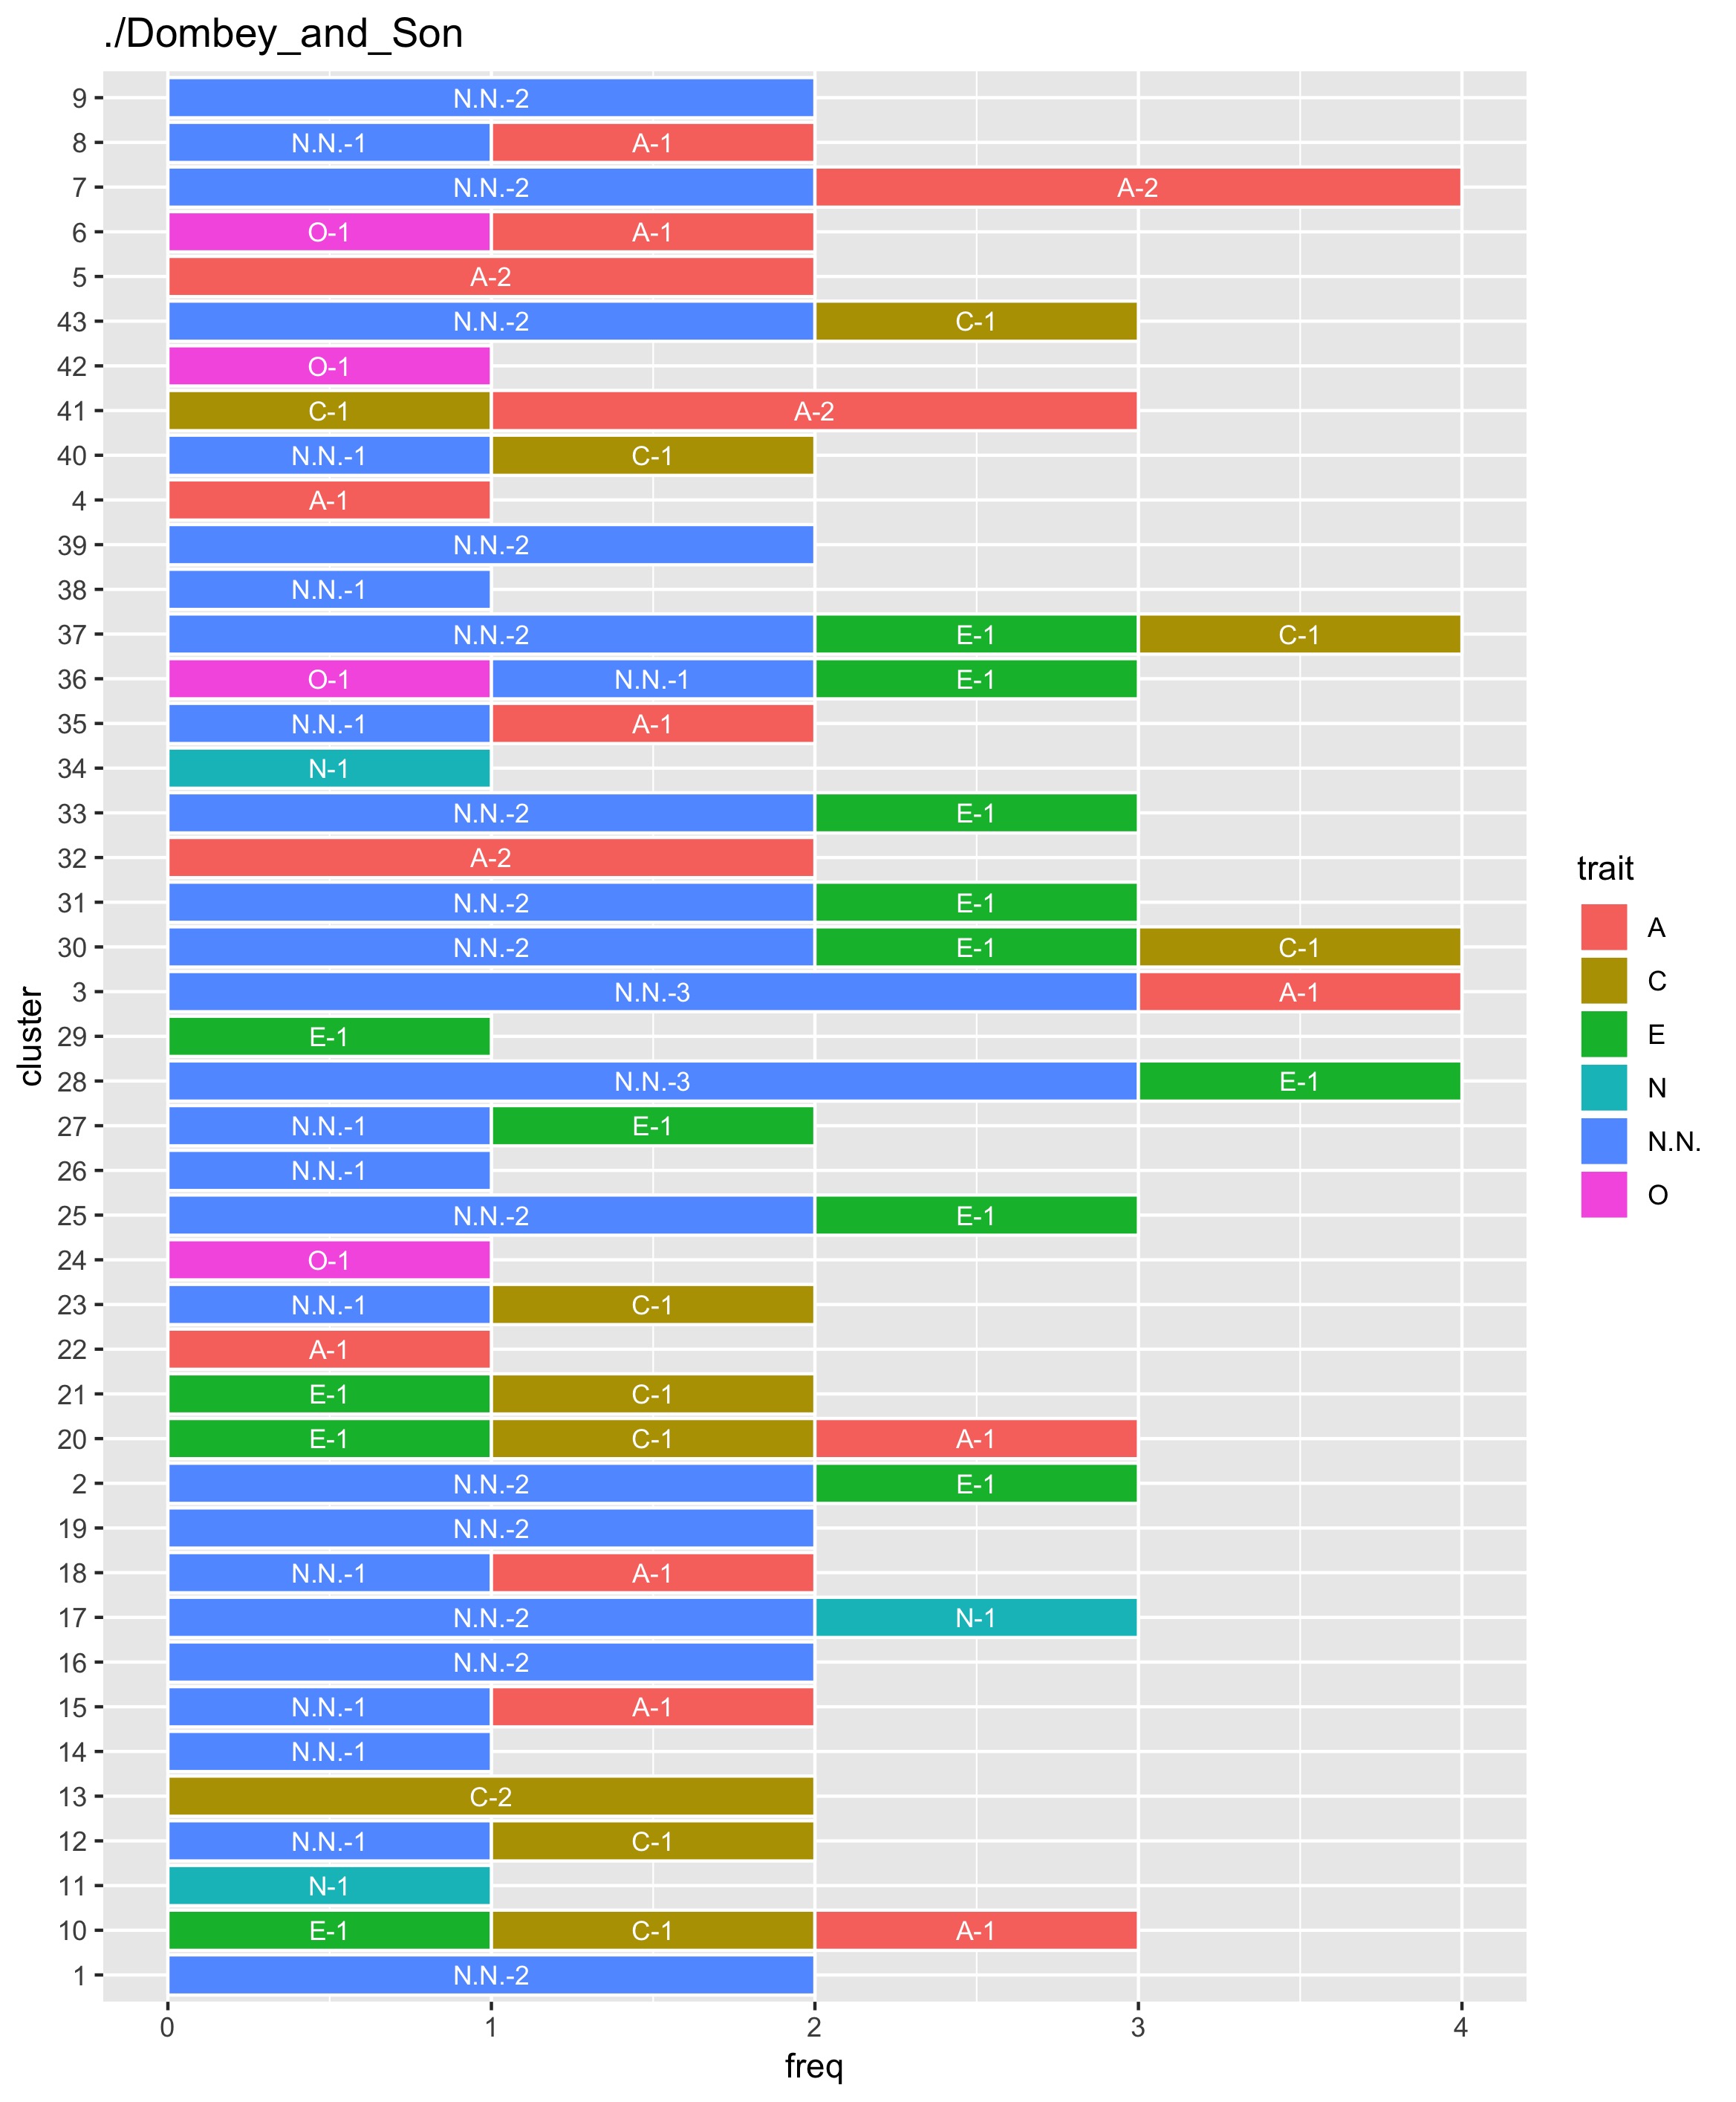 ./Dombey_and_Son
9 N.N.-2
8 N.N.-1 A-1
7 N.N.-2 A-2
6 O-1 A-1
5 A-2
43 N.N.-2 C-1
42 O-1
41 C-1 A-2
40 N.N.-1 C-1
4 A-1
39 N.N.-2
38 N.N.-1
37 N.N.-2 E-1 C-1
36 O-1 N.N.-1 E-1
35 N.N.-1 A-1
34 N-1
33 N.N.-2 E-1
32 A-2
31 N.N.-2 E-1
30 N.N.-2 E-1 C-1
3 N.N.-3 A-1
29 E-1
28 N.N.-3 E-1
27 N.N.-1 E-1
26 N.N.-1
25 N.N.-2 E-1
24 O-1
23 N.N.-1 C-1
22 A-1
21 E-1 C-1
20 E-1 C-1 A-1
2 N.N.-2 E-1
19 N.N.-2
18 N.N.-1 A-1
17 N.N.-2 N-1
16 N.N.-2
15 N.N.-1 A-1
14 N.N.-1
13 C-2
12 N.N.-1 C-1
11 N-1
10 E-1 C-1 A-1
1 N.N.-2
0 1 2 3 4
freq
cluster
trait
A
C
E
N
N.N.
O